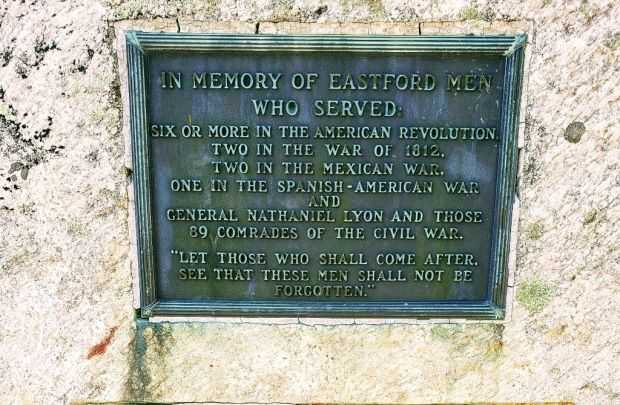 IN MEMORY OF EASTFORD MEN
WHO SERVED:
SIX OR MORE IN THE AMERICAN REVOLUTION,
TWO IN THE WAR OF 1812,
TWO IN THE MEXICAN WAR,
ONE IN THE SPANISH-AMERICAN WAR
AND
GENERAL NATHANIEL LYON AND THOSE
89 COMRADES OF THE CIVIL WAR.
"LET THOSE WHO SHALL COME AFTER,
SEE THAT THESE MEN SHALL NOT BE
FORGOTTEN."